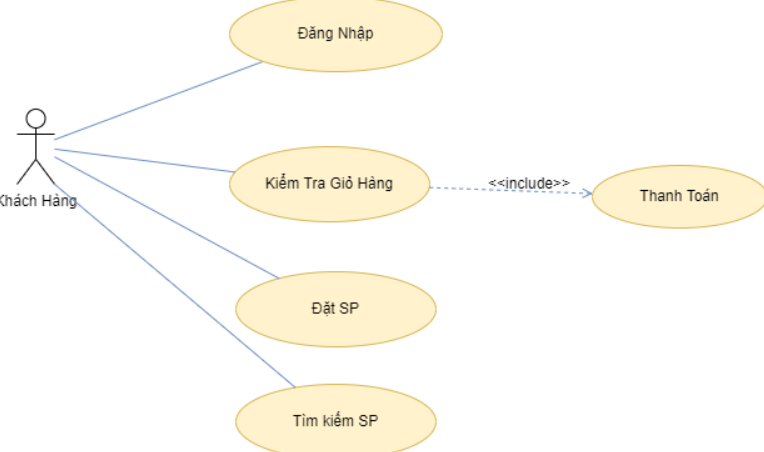 Đăng Nhập
Kiểm Tra Giỏ Hàng
<<include>>
Thanh Toán
Khách Hàng
Đặt SP
Tìm kiếm SP